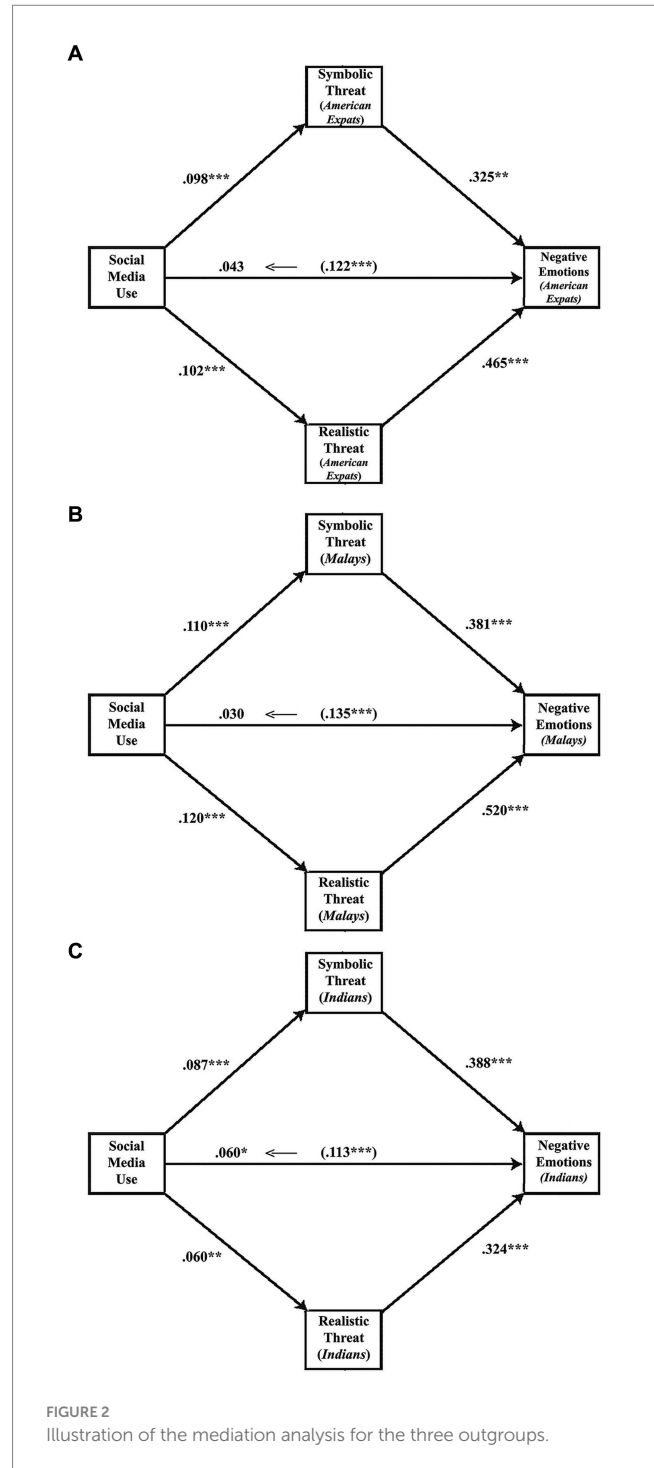 A
Symbolic
Threat
(American
Expats)
.098***
.325**
Social
Media
Use
.043 ← (.122***)
Negative
Emotions
(American
Expats)
.102***
.465***
Realistic
Threat
(American
Expats)
B
Symbolic
Threat
(Malays)
.110***
.381***
Social
Media
Use
.030 ← (.135***)
Negative
Emotions
(Malays)
.120***
.520***
Realistic
Threat
(Malays)
C
Symbolic
Threat
(Indians)
.087***
.388***
Social
Media
Use
.060* ← (.113***)
Negative
Emotions
(Indians)
.060**
.324***
Realistic
Threat
(Indians)
FIGURE 2
Illustration of the mediation analysis for the three outgroups.